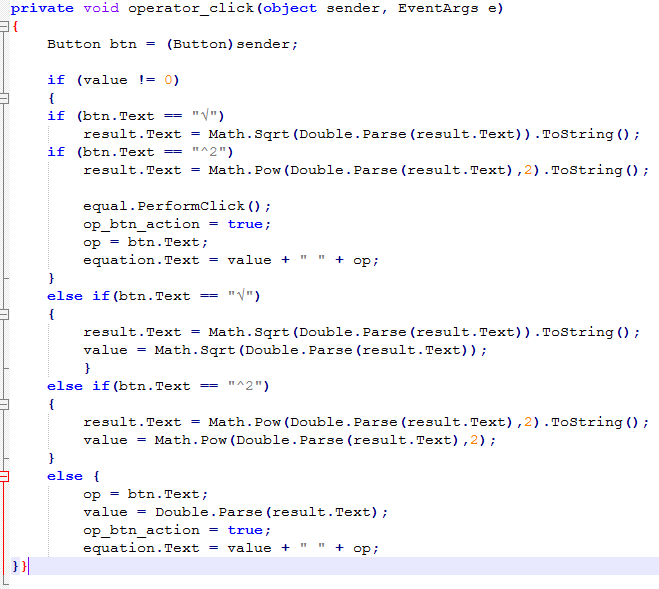 private void operator_click(object sender, EventArgs e)
{
    Button btn = (Button)sender;
    if (value != 0)
    {
    if (btn.Text == "√")
        result.Text = Math.Sqrt(Double.Parse(result.Text)).ToString();
    if (btn.Text == "^2")
        result.Text = Math.Pow(Double.Parse(result.Text),2).ToString();
        equal.PerformClick();
        op_btn_action = true;
        op = btn.Text;
        equation.Text = value + " " + op;
    }
    else if(btn.Text == "√")
    {
        result.Text = Math.Sqrt(Double.Parse(result.Text)).ToString();
        value = Math.Sqrt(Double.Parse(result.Text));
        }
    else if(btn.Text == "^2")
    {
        result.Text = Math.Pow(Double.Parse(result.Text),2).ToString();
        value = Math.Pow(Double.Parse(result.Text),2);
    }
    else {
        op = btn.Text;
        value = Double.Parse(result.Text);
        op_btn_action = true;
        equation.Text = value + " " + op;
}}